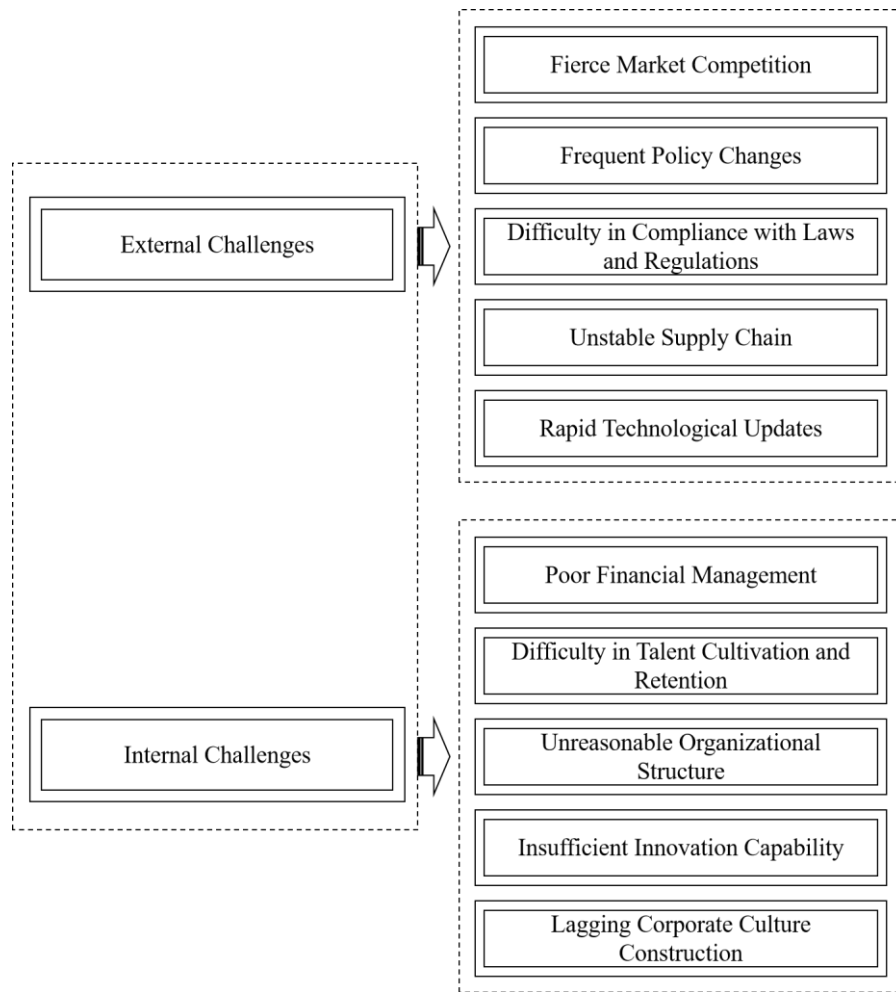 External Challenges
Fierce Market Competition
Frequent Policy Changes
Difficulty in Compliance with Laws
and Regulations
Unstable Supply Chain
Rapid Technological Updates
Internal Challenges
Poor Financial Management
Difficulty in Talent Cultivation and
Retention
Unreasonable Organizational
Structure
Insufficient Innovation Capability
Lagging Corporate Culture
Construction